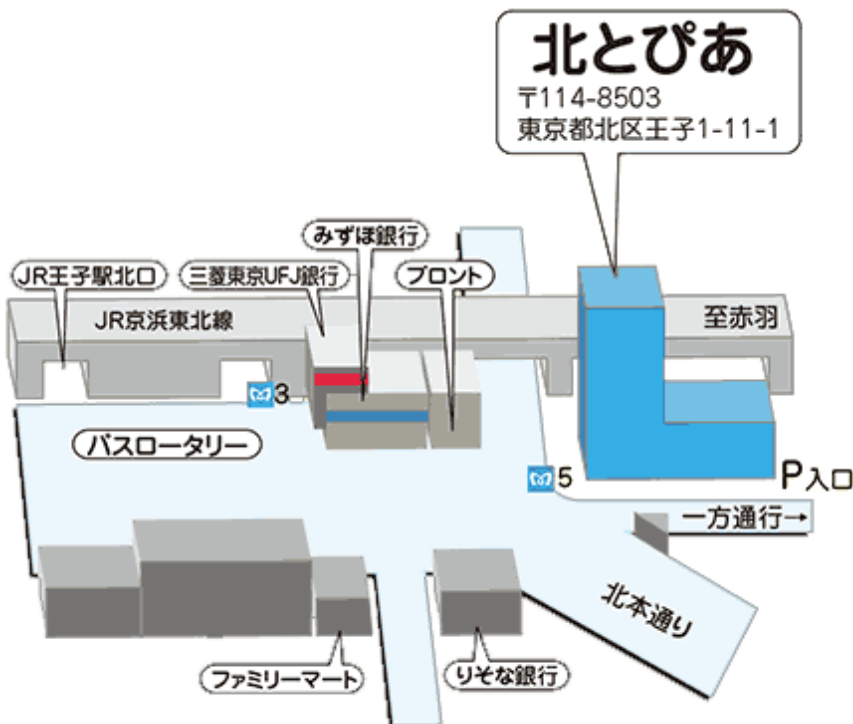 北とぴあ
〒114-8503
東京都北区王子1-11-1
みずほ銀行
JR王子駅北口
三菱東京UFJ銀行
プロント
JR京浜東北線
至赤羽
3
バスロータリー
5
P入口
一方通行→
北本通り
ファミリーマート
りそな銀行